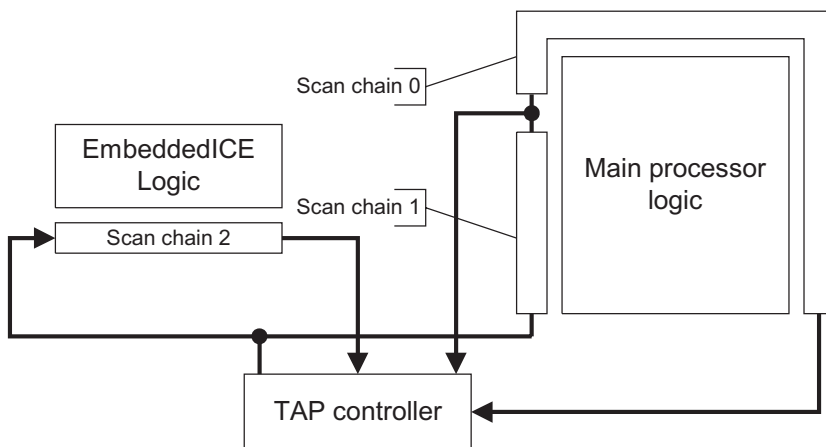 Scan chain 0
EmbeddedICE
Logic
Main processor
logic
Scan chain 1
Scan chain 2
TAP controller